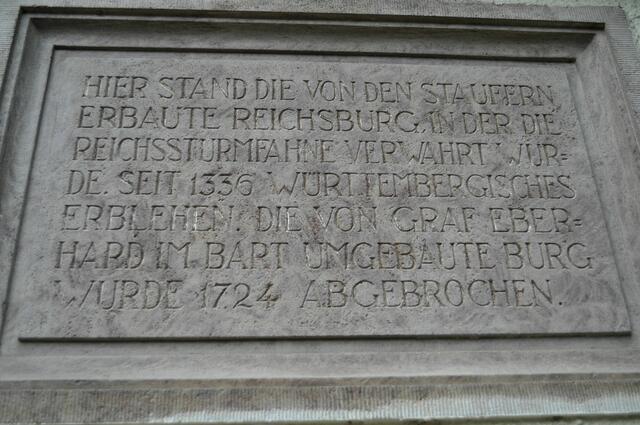 HIER STAND DIE VON DEN STAUFERN
ERBAUTE REICHSBURG, IN DER DIE
REICHSSTURMFAHNE VERWAHRT WUR=
DE. SEIT 1336 WÜRTTEMBERGISCHES
ERBLEHEN. DIE VON GRAF EBER=
HARD IM BART UMGEBAUTE BURG
WURDE 1724 ABGEBROCHEN.